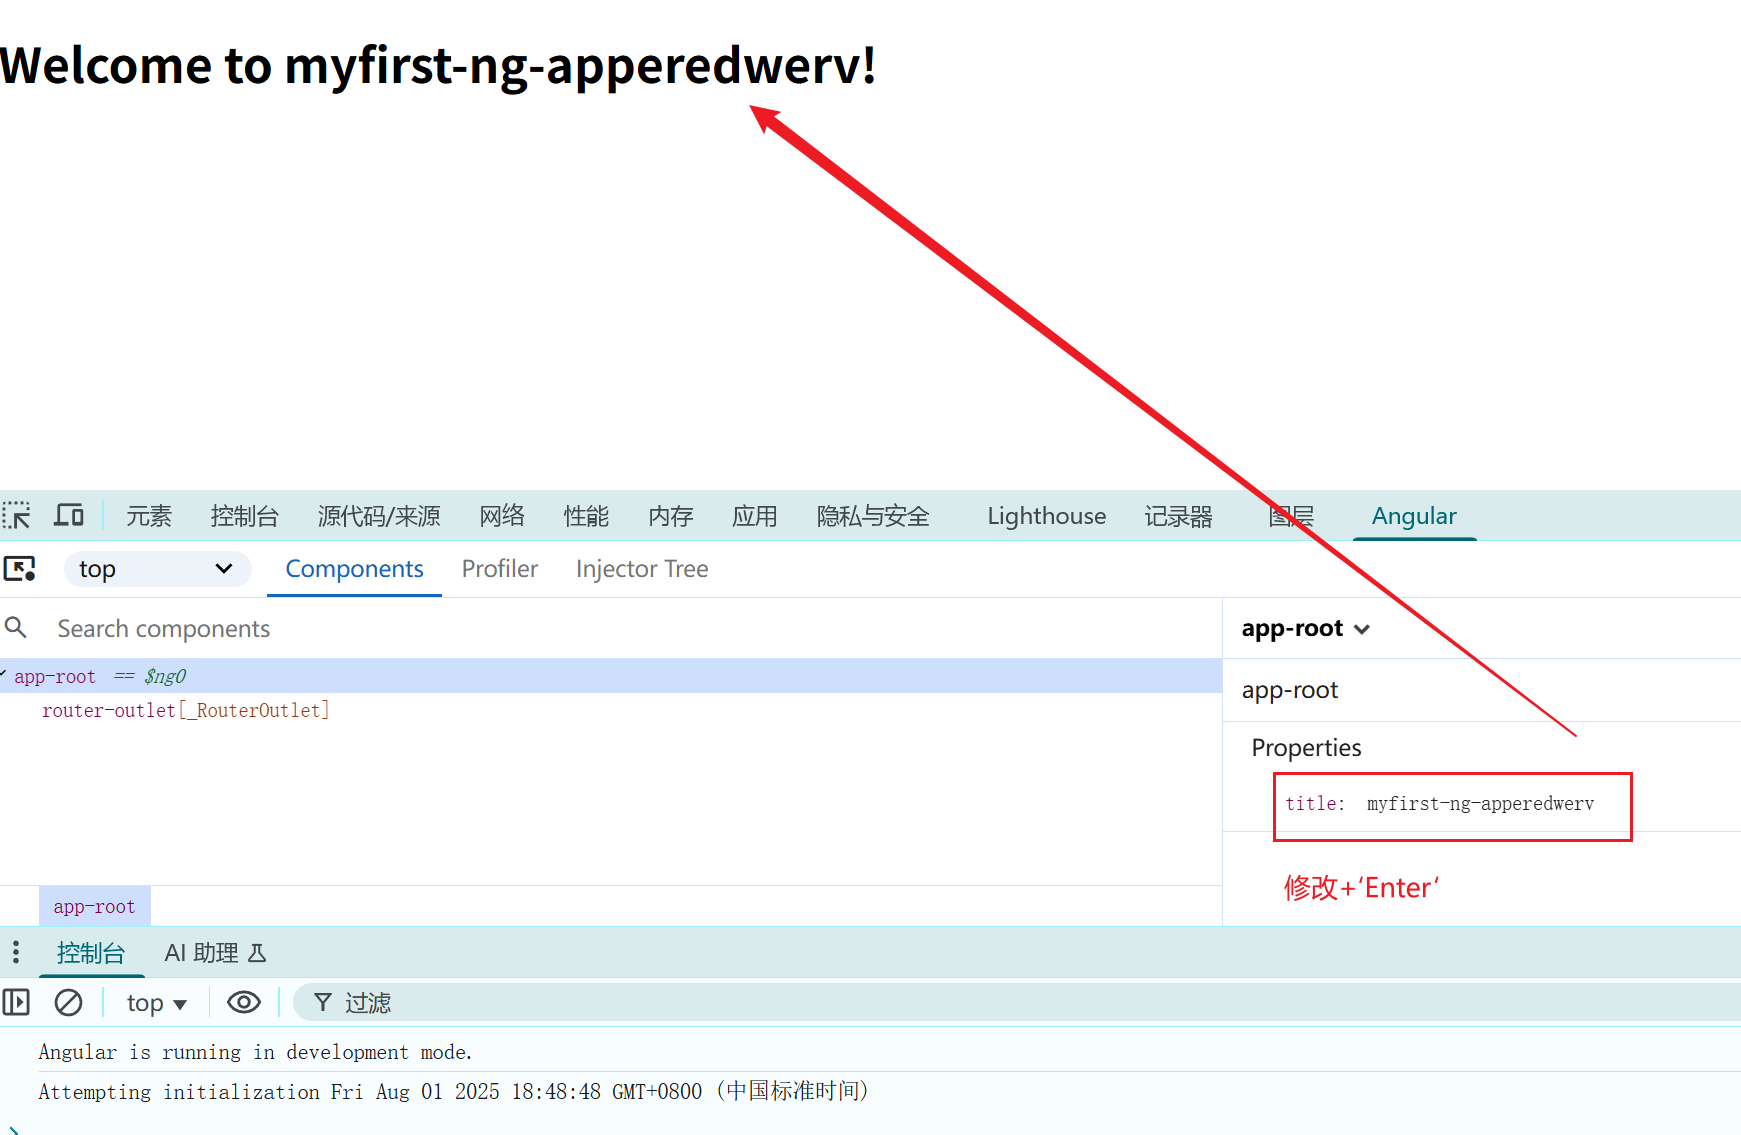 Welcome to myfirst-ng-apperedwerv!
元素 控制台 源代码/来源 网络 性能 内存 应用 隐私与安全 Lighthouse 记录器 图层 Angular
top Components Profiler Injector Tree
Search components
app-root
app-root == $ng0
app-root
router-outlet[_RouterOutlet]
Properties
title: myfirst-ng-apperedwerv
修改+‘Enter‘
app-root
控制台 AI 助理
top 过滤
Angular is running in development mode.
Attempting initialization Fri Aug 01 2025 18:48:48 GMT+0800 (中国标准时间)